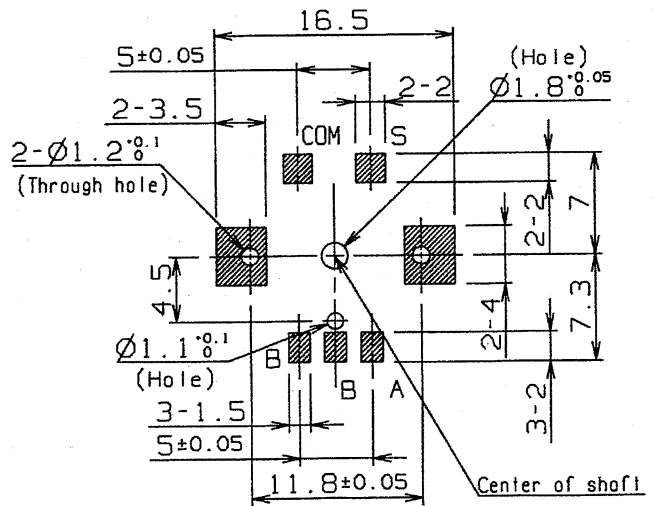 16.5
5±0.05
(Hole)
2-2
Ø1.8 +0.05 0
2-3.5
COM
S
2-Ø1.2 +0.1 0
(Through hole)
7
2-2
4.5
2-4
7.3
Ø1.1 +0.1 0
(Hole)
B
B
A
3-1.5
3-2
5±0.05
11.8±0.05
Center of shaft